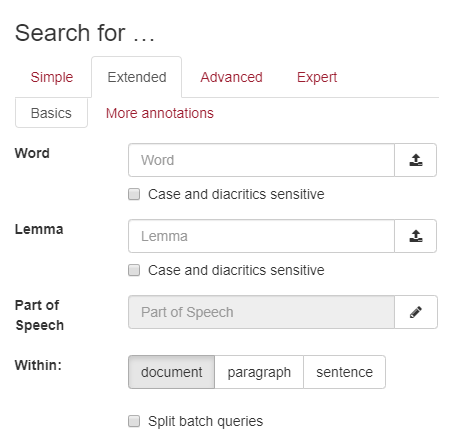 Search for ...
Simple Extended Advanced Expert
Basics More annotations
Word Word
Case and diacritics sensitive
Lemma Lemma
Case and diacritics sensitive
Part of
Speech Part of Speech
Within: document paragraph sentence
Split batch queries